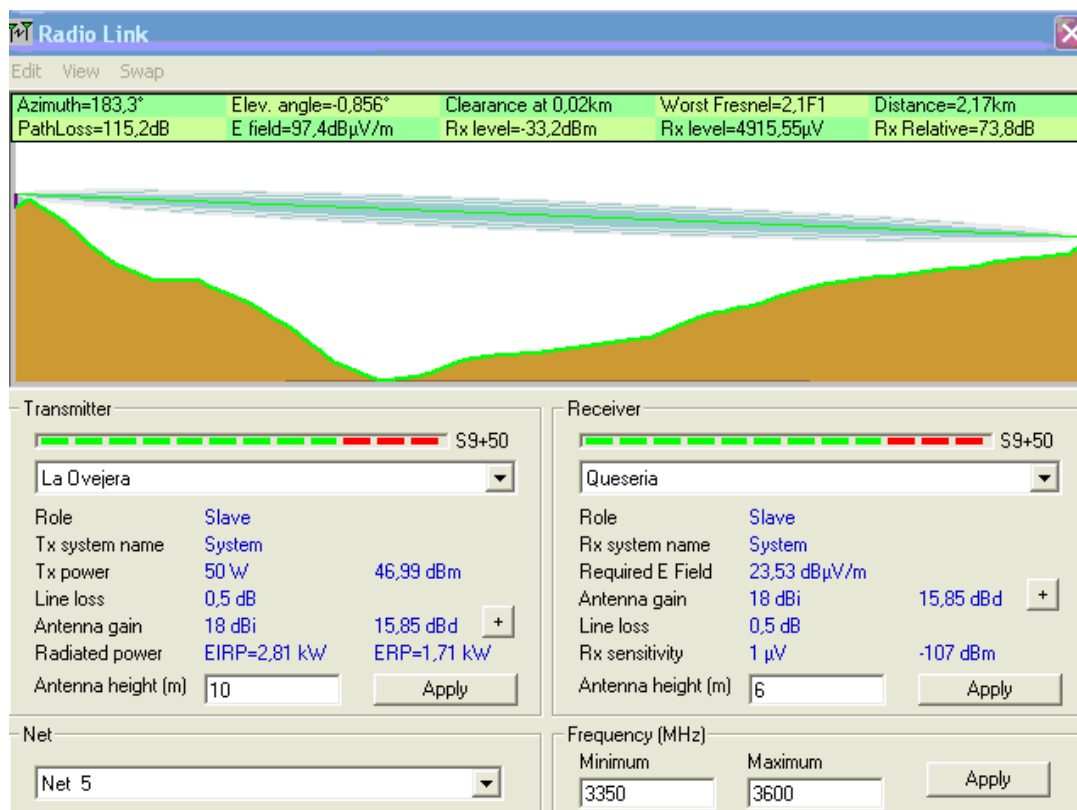 Radio Link
Edit View Swap
Azimuth=183,3° Elev. angle=-0,856° Clearance at 0,02km Worst Fresnel=2,1F1 Distance=2,17km
PathLoss=115,2dB E field=97,4dBµV/m Rx level=-33,2dBm Rx level=4915,55µV Rx Relative=73,8dB
Transmitter
S9+50
La Ovejera
Role Slave
Tx system name System
Tx power 50 W 46,99 dBm
Line loss 0,5 dB
Antenna gain 18 dBi 15,85 dBd +
Radiated power EIRP=2,81 kW ERP=1,71 kW
Antenna height (m) 10 Apply
Receiver
S9+50
Queseria
Role Slave
Rx system name System
Required E Field 23,53 dBµV/m
Antenna gain 18 dBi 15,85 dBd +
Line loss 0,5 dB
Rx sensitivity 1 µV -107 dBm
Antenna height (m) 6 Apply
Net
Net 5
Frequency (MHz)
Minimum Maximum
3350 3600 Apply